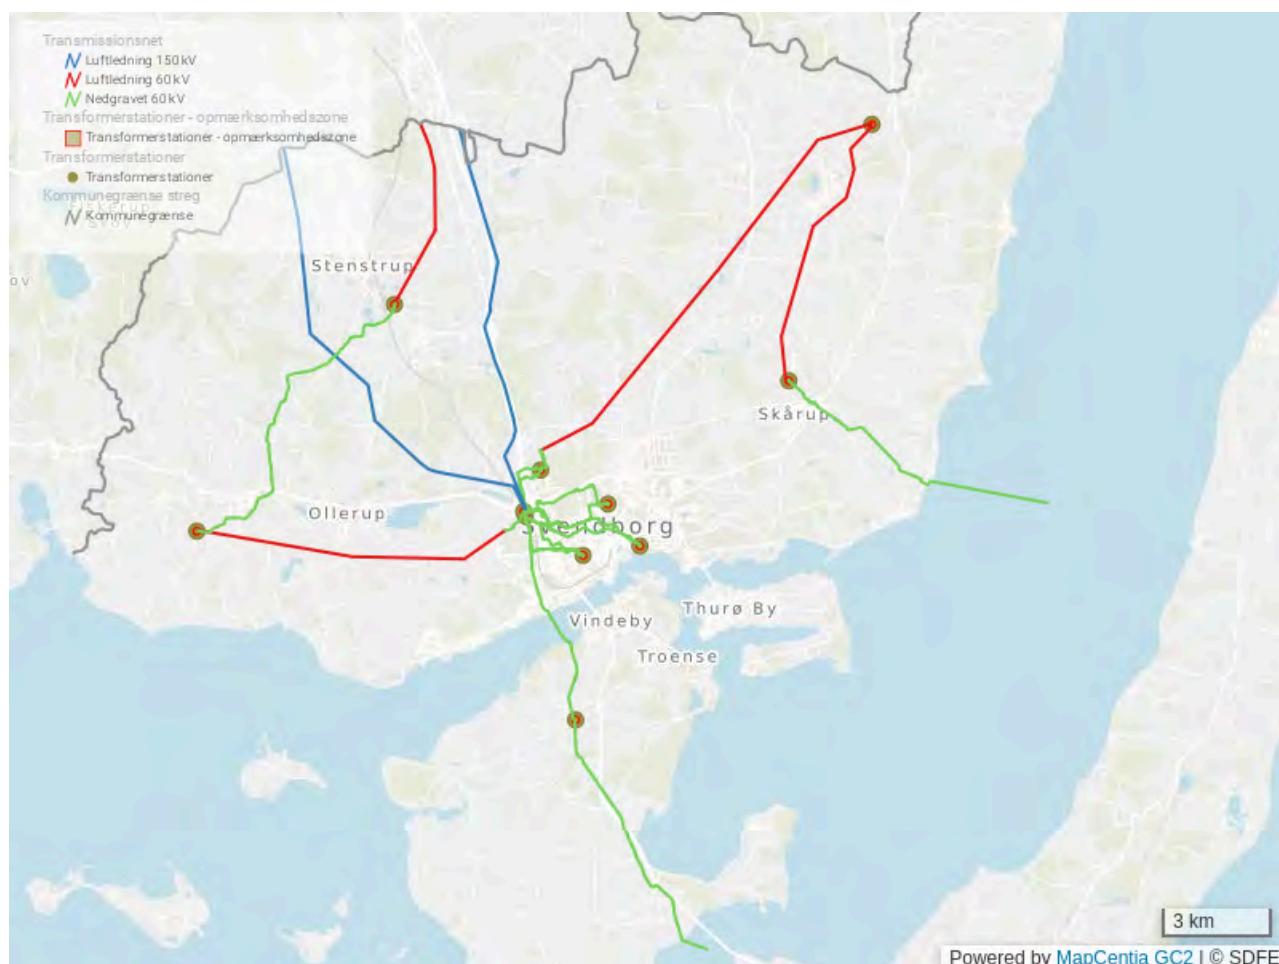 Transmissionsnet
Luftledning 150 kV
Luftledning 60 kV
Nedgravet 60 kV
Transformerstationer - opmærksomhedszone
Transformerstationer - opmærksomhedszone
Transformerstationer
Transformerstationer
Kommunegrænse streg
Kommunegrænse
ov
Stenstrup
Skårup
Ollerup
Svendborg
Vindeby
Thurø By
Troense
3 km
Powered by MapCentia GC2 | © SDFE